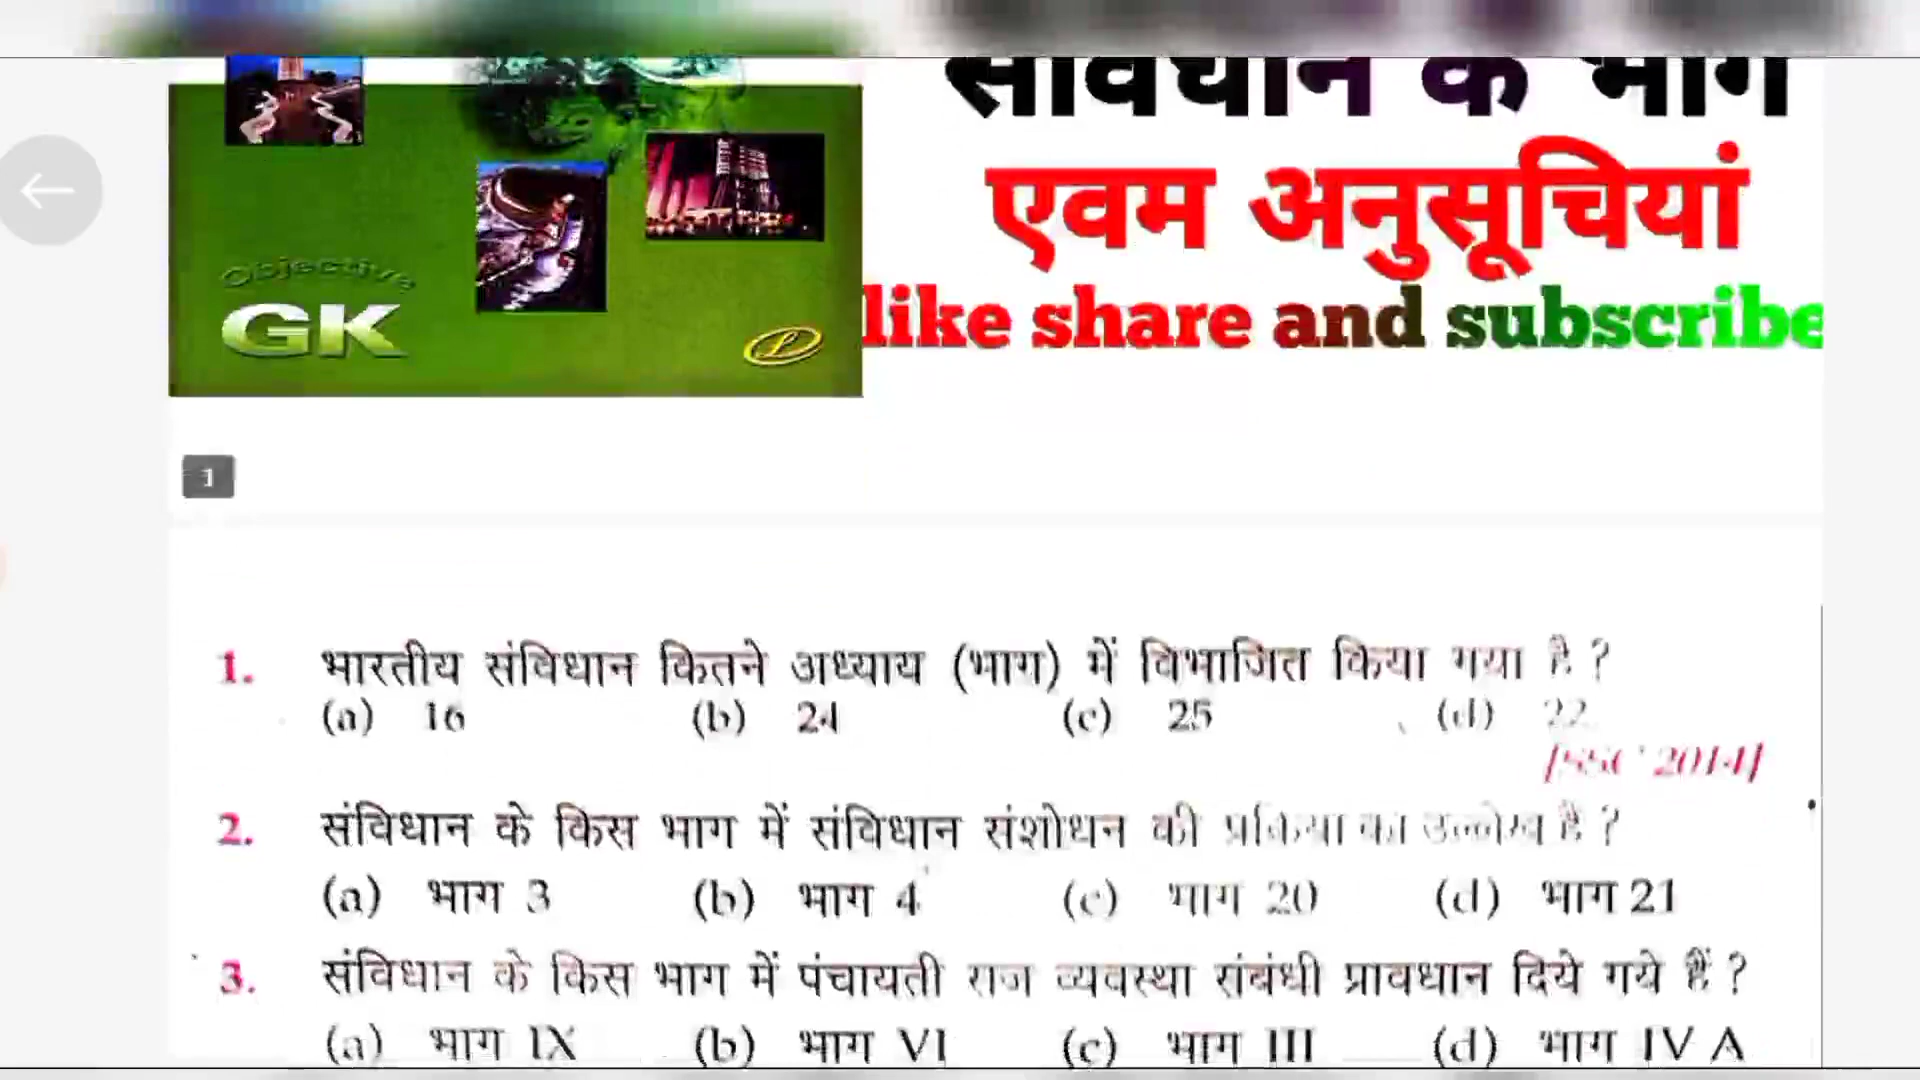 संविधान के भाग
एवम अनुसूचियां
like share and subscribe
Objective
GK
1
1. भारतीय संविधान कितने अध्याय (भाग) में विभाजित किया गया है ?
(a) 16 (b) 24 (c) 25 (d) 22
[SSC 2014]
2. संविधान के किस भाग में संविधान संशोधन की प्रक्रिया का उल्लेख है ?
(a) भाग 3 (b) भाग 4 (c) भाग 20 (d) भाग 21
3. संविधान के किस भाग में पंचायती राज व्यवस्था संबंधी प्रावधान दिये गये हैं ?
(a) भाग IX (b) भाग VI (c) भाग III (d) भाग IV A